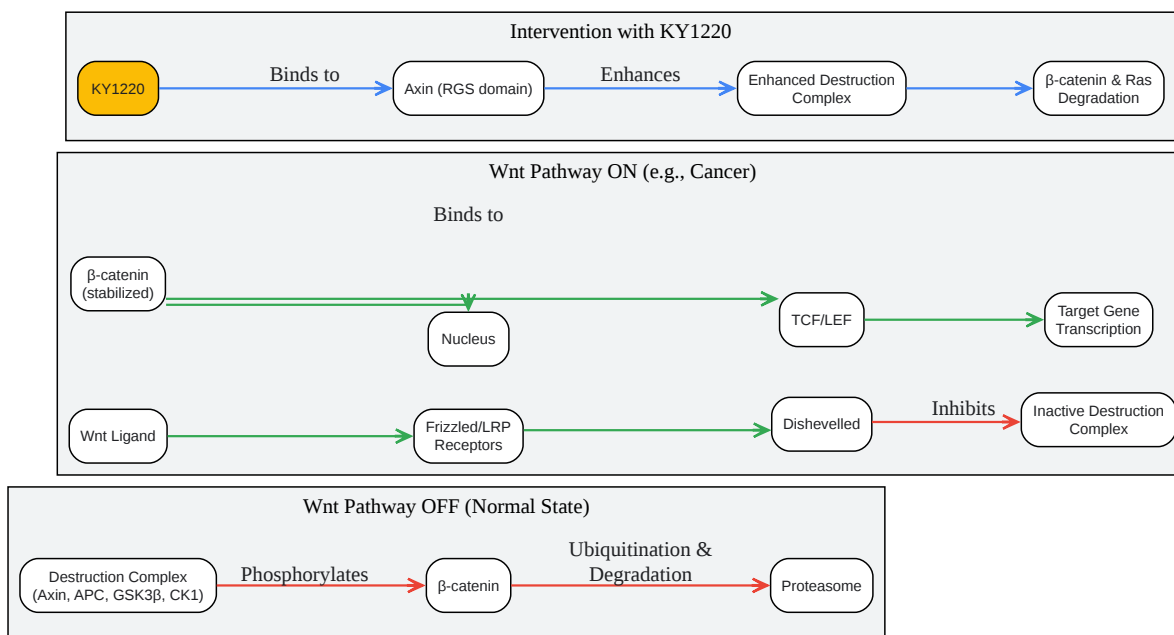 Intervention with KY1220
KY1220
Binds to
Axin (RGS domain)
Enhances
Enhanced Destruction
Complex
β-catenin & Ras
Degradation
Wnt Pathway ON (e.g., Cancer)
Binds to
β-catenin
(stabilized)
Nucleus
TCF/LEF
Target Gene
Transcription
Wnt Ligand
Frizzled/LRP
Receptors
Dishevelled
Inhibits
Inactive Destruction
Complex
Wnt Pathway OFF (Normal State)
Destruction Complex
(Axin, APC, GSK3β, CK1)
Phosphorylates
β-catenin
Ubiquitination &
Degradation
Proteasome